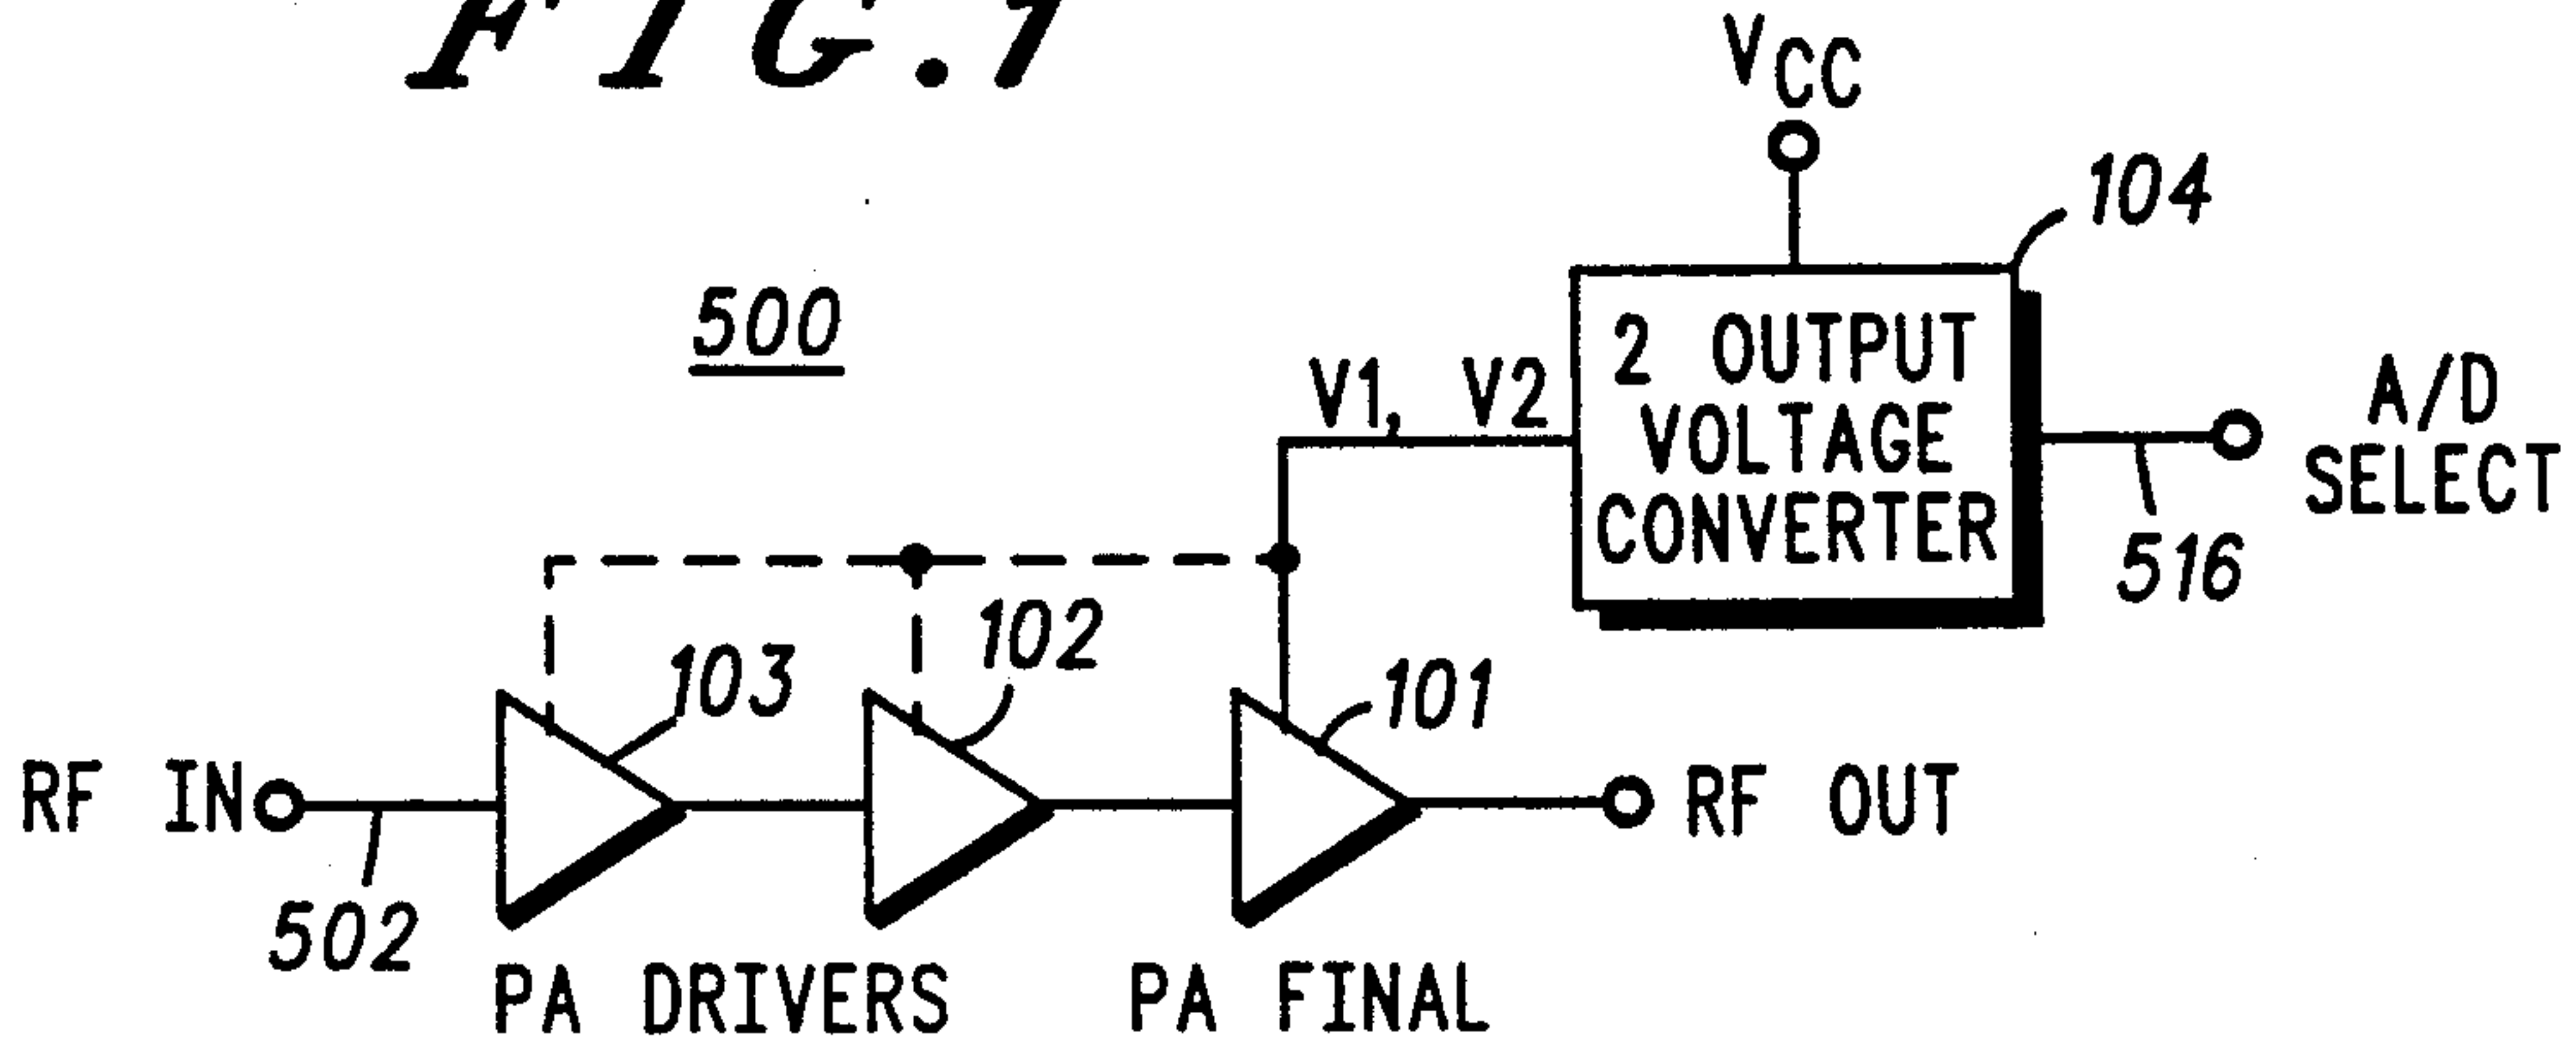 FIG.1
VCC
104
500
2 OUTPUT
VOLTAGE
CONVERTER
V1, V2
A/D
SELECT
516
103
102
101
RF IN
RF OUT
502
PA DRIVERS
PA FINAL